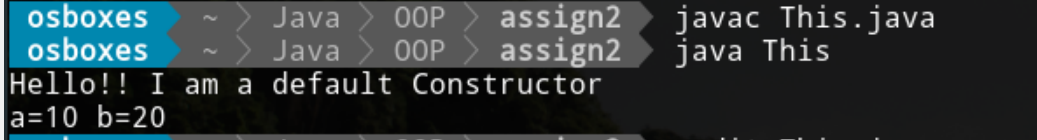 osboxes ~ Java OOP assign2 javac This.java
osboxes ~ Java OOP assign2 java This
Hello!! I am a default Constructor
a=10 b=20